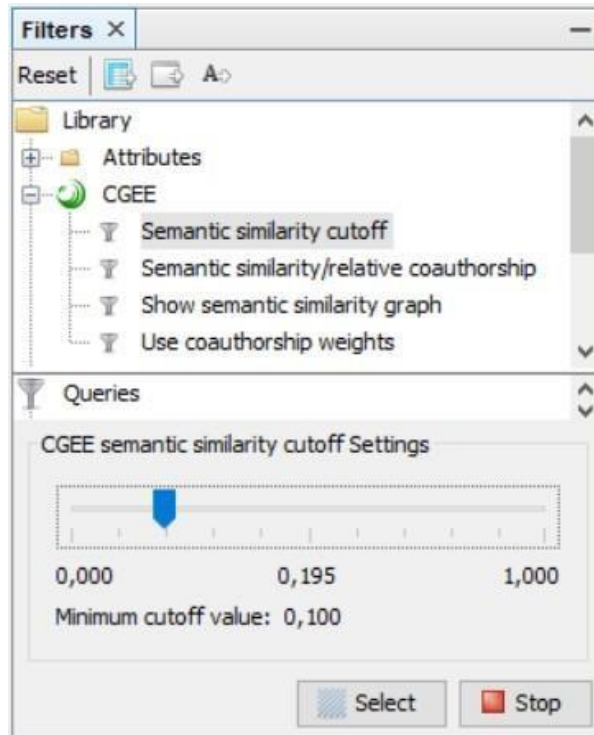 Filters ×
Reset A
Library
Attributes
CGEE
Semantic similarity cutoff
Semantic similarity/relative coauthorship
Show semantic similarity graph
Use coauthorship weights
Queries
CGEE semantic similarity cutoff Settings
0,000 0,195 1,000
Minimum cutoff value: 0,100
Select Stop